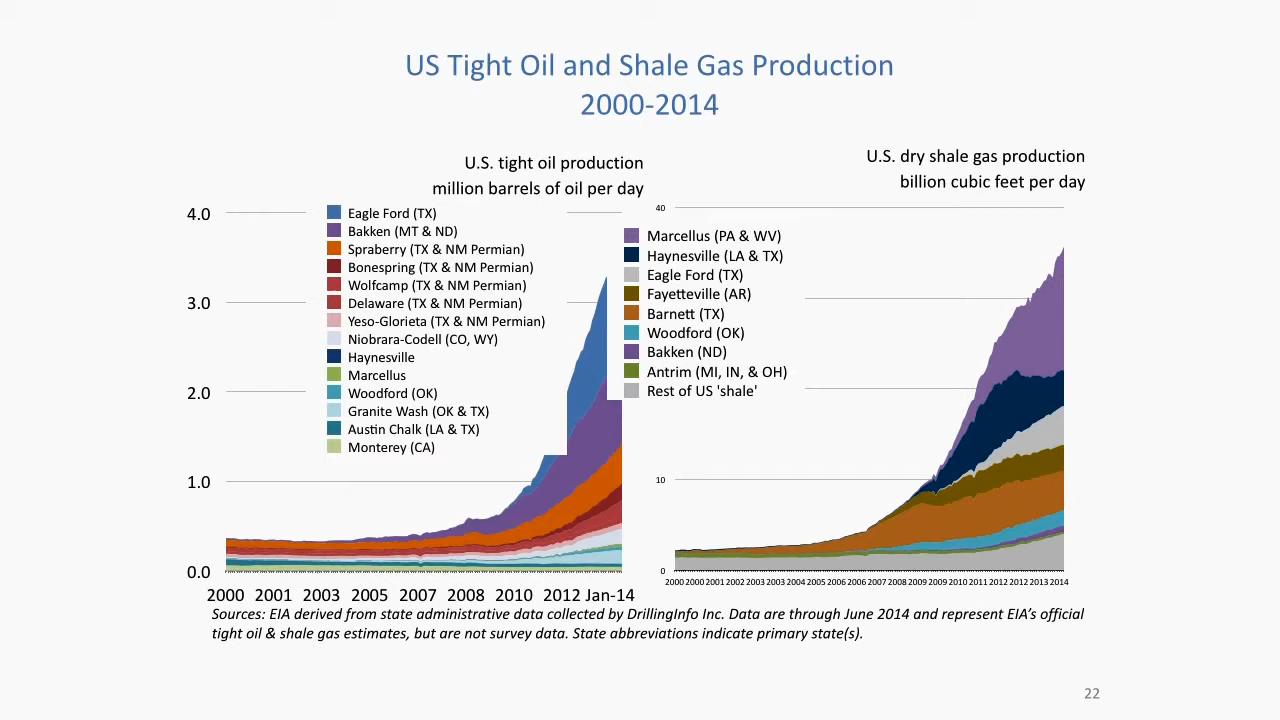 US Tight Oil and Shale Gas Production
2000-2014
U.S. tight oil production
million barrels of oil per day
4.0
3.0
2.0
1.0
0.0
Eagle Ford (TX)
Bakken (MT & ND)
Spraberry (TX & NM Permian)
Bonespring (TX & NM Permian)
Wolfcamp (TX & NM Permian)
Delaware (TX & NM Permian)
Yeso-Glorieta (TX & NM Permian)
Niobrara-Codell (CO, WY)
Haynesville
Marcellus
Woodford (OK)
Granite Wash (OK & TX)
Austin Chalk (LA & TX)
Monterey (CA)
2000 2001 2003 2005 2007 2008 2010 2012 Jan-14
U.S. dry shale gas production
billion cubic feet per day
40
10
0
Marcellus (PA & WV)
Haynesville (LA & TX)
Eagle Ford (TX)
Fayetteville (AR)
Barnett (TX)
Woodford (OK)
Bakken (ND)
Antrim (MI, IN, & OH)
Rest of US 'shale'
2000 2000 2001 2002 2003 2003 2004 2005 2006 2006 2007 2008 2009 2009 2010 2011 2012 2012 2013 2014
Sources: EIA derived from state administrative data collected by DrillingInfo Inc. Data are through June 2014 and represent EIA’s official
tight oil & shale gas estimates, but are not survey data. State abbreviations indicate primary state(s).
22